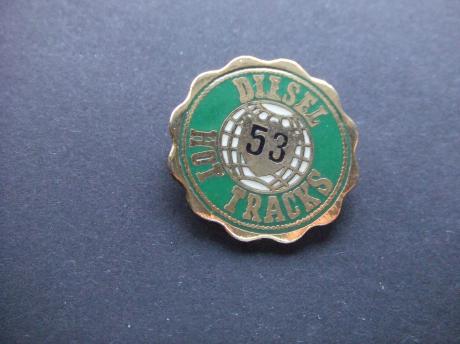 DIESEL
53
HOT TRACKS